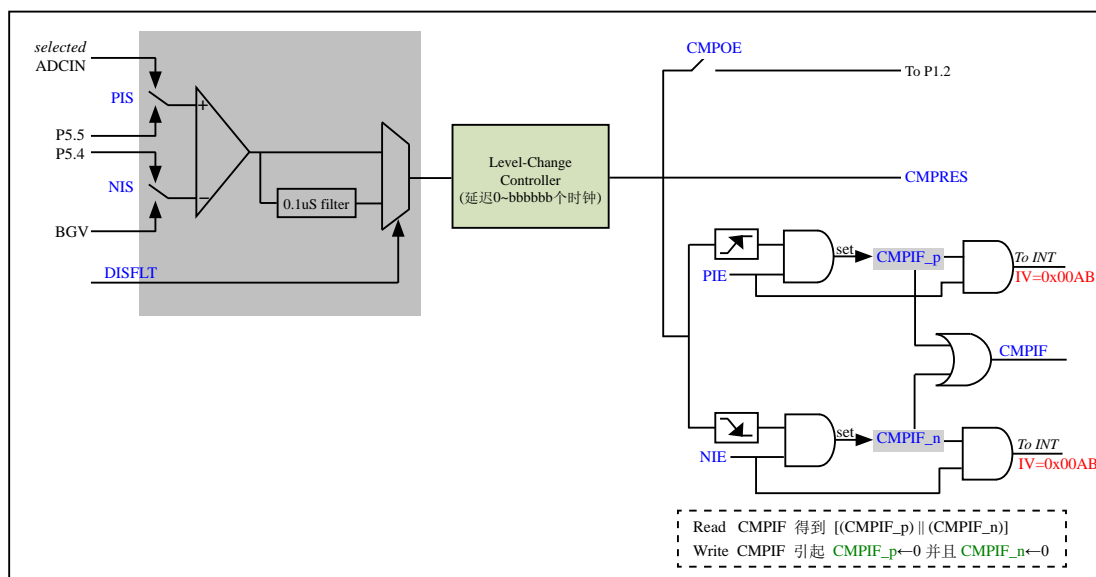 selected
ADCIN
PIS
P5.5
P5.4
NIS
BGV
DISFLT
+
−
0.1uS filter
Level-Change
Controller
(延迟0~bbbbbb个时钟)
CMPOE
To P1.2
CMPRES
PIE
set
CMPIF_p
To INT
IV=0x00AB
CMPIF
NIE
set
CMPIF_n
To INT
IV=0x00AB
Read CMPIF 得到 [(CMPIF_p) || (CMPIF_n)]
Write CMPIF 引起 CMPIF_p←0 并且 CMPIF_n←0